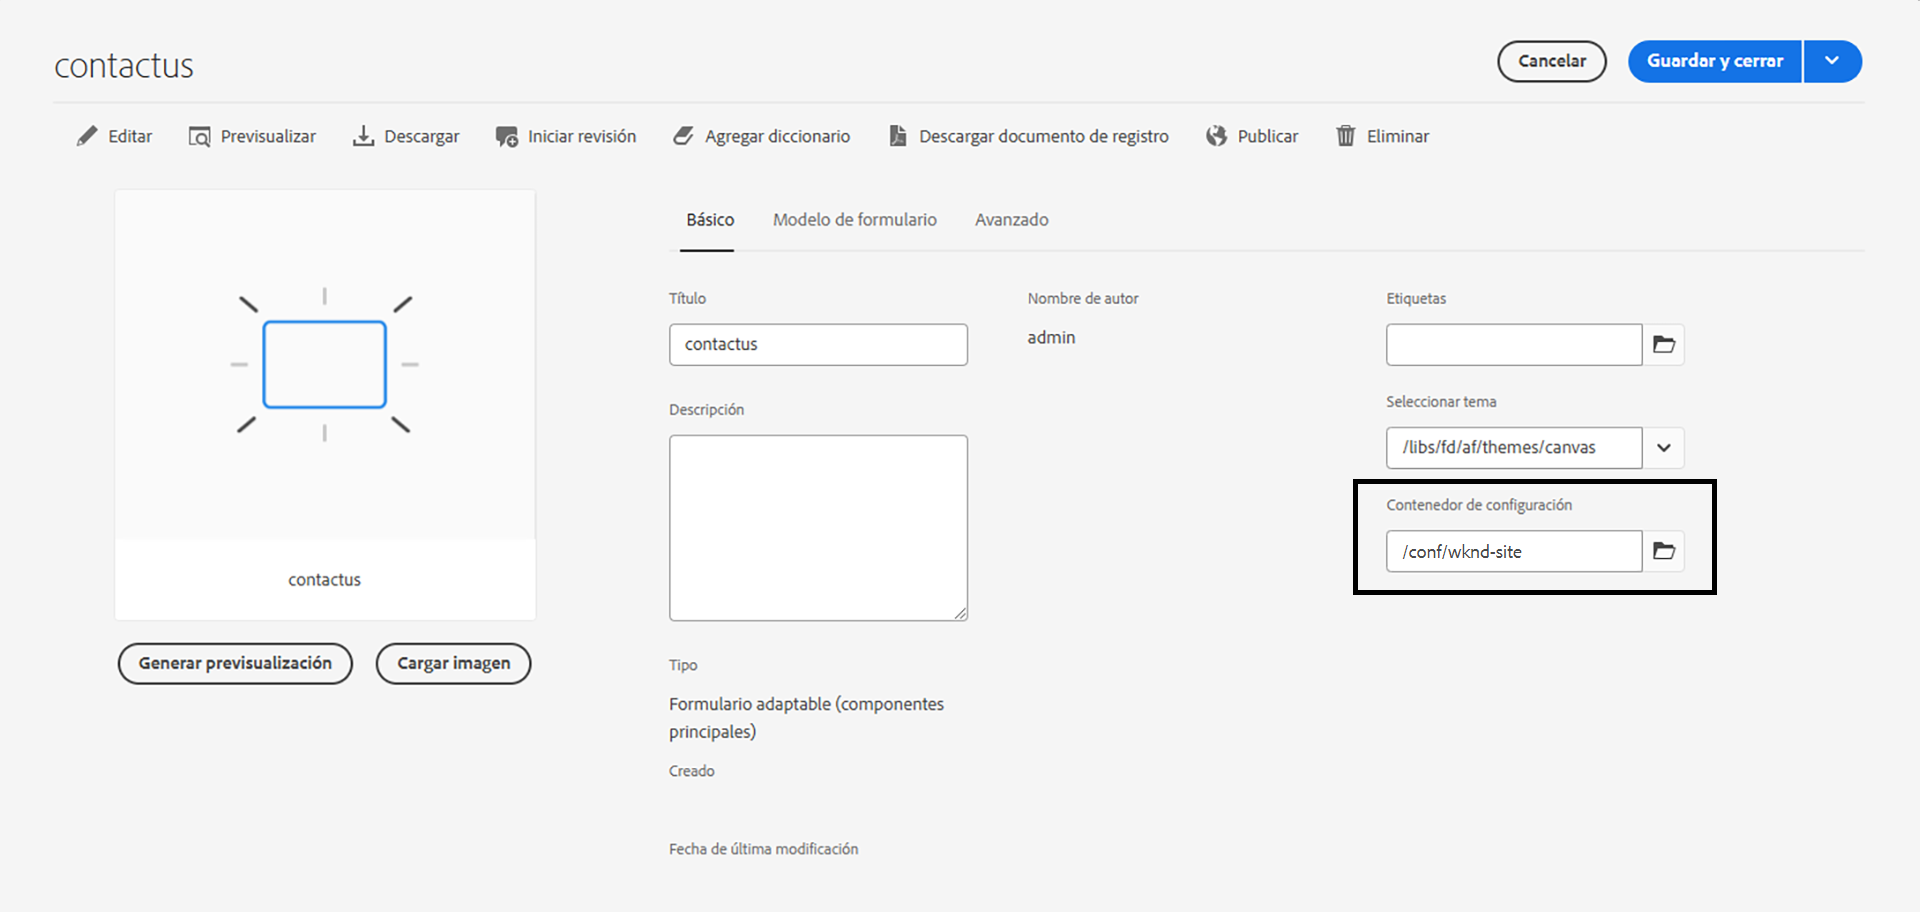 contactus
Cancelar
Guardar y cerrar
Editar
Previsualizar
Descargar
Iniciar revisión
Agregar diccionario
Descargar documento de registro
Publicar
Eliminar
contactus
Generar previsualización
Cargar imagen
Básico
Modelo de formulario
Avanzado
Título
contactus
Descripción
Tipo
Formulario adaptable (componentes
principales)
Creado
Fecha de última modificación
Nombre de autor
admin
Etiquetas
Seleccionar tema
/libs/fd/af/themes/canvas
Contenedor de configuración
/conf/wknd-site